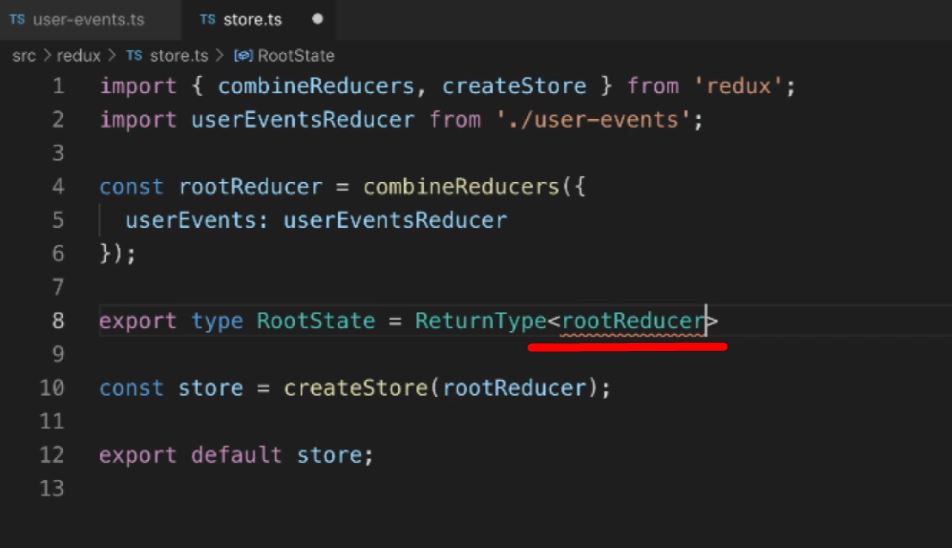 TS user-events.ts TS store.ts
src > redux > TS store.ts > RootState
1 import { combineReducers, createStore } from 'redux';
2 import userEventsReducer from './user-events';
3
4 const rootReducer = combineReducers({
5 userEvents: userEventsReducer
6 });
7
8 export type RootState = ReturnType<rootReducer>
9
10 const store = createStore(rootReducer);
11
12 export default store;
13